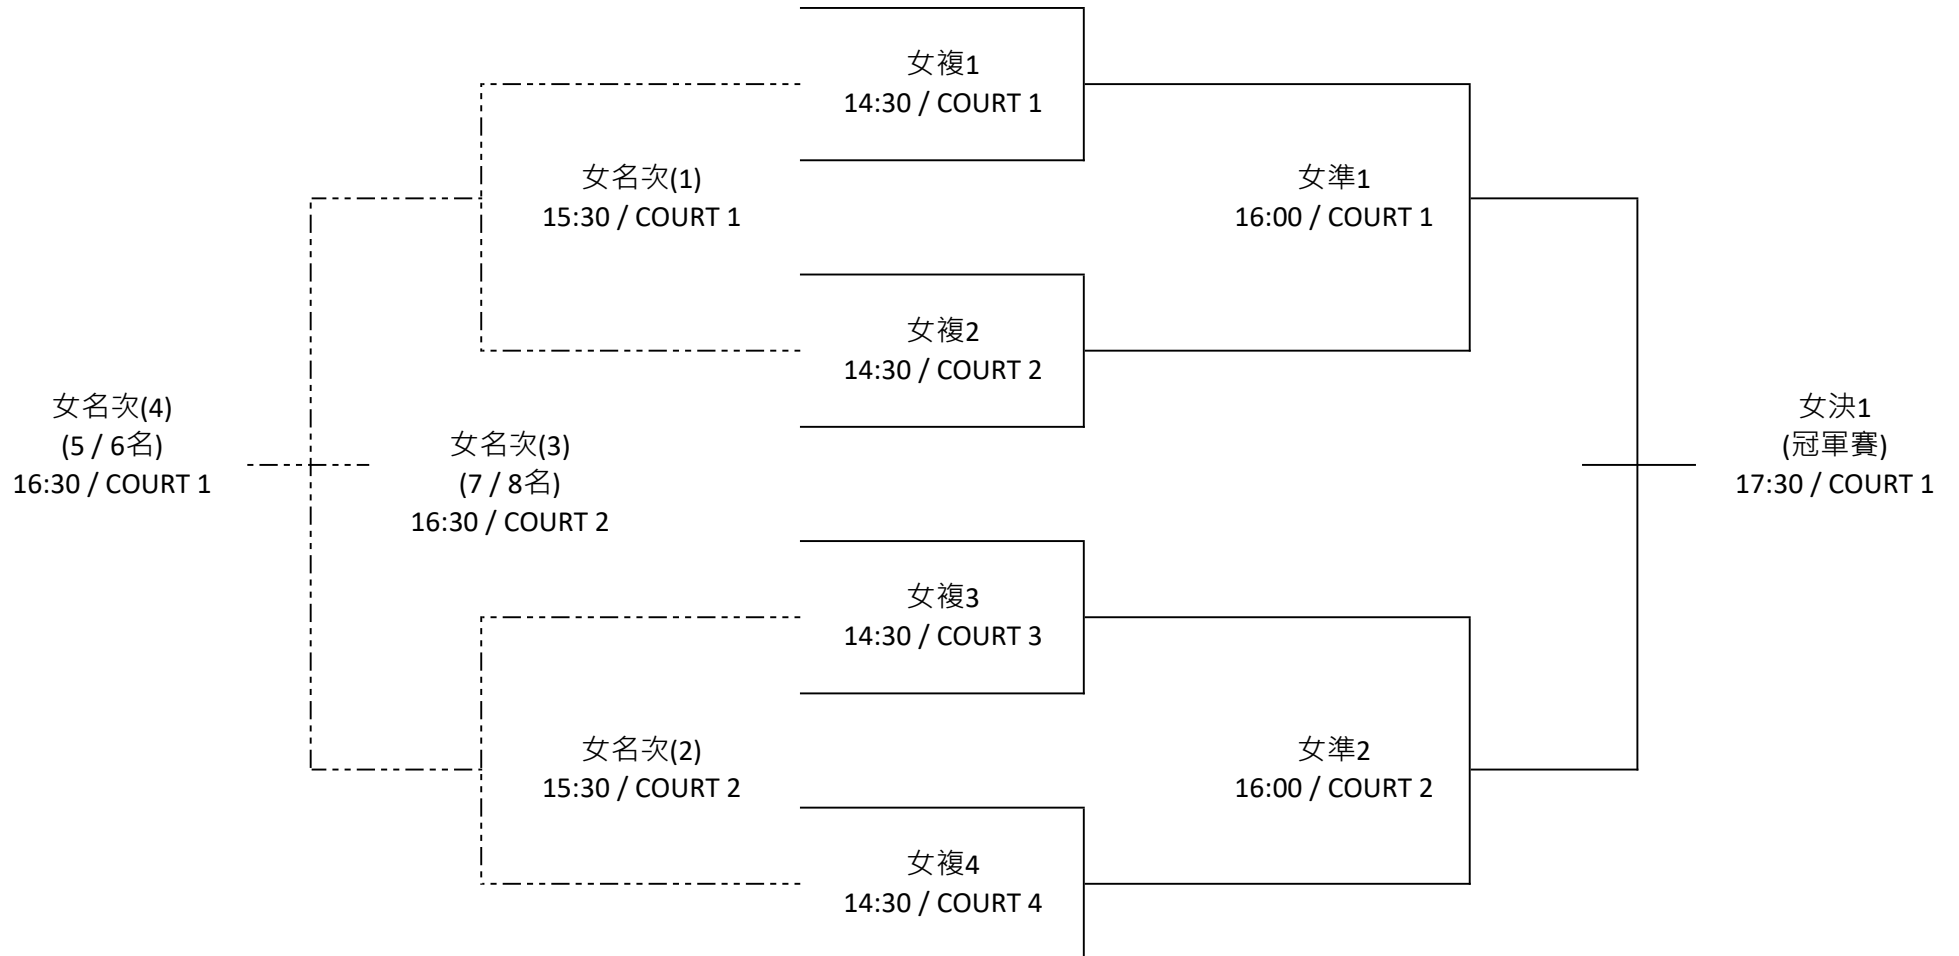 女複1
14:30 / COURT 1
女名次(1)
15:30 / COURT 1
女準1
16:00 / COURT 1
女複2
14:30 / COURT 2
女名次(4)
(5 / 6名)
16:30 / COURT 1
女名次(3)
(7 / 8名)
16:30 / COURT 2
女決1
(冠軍賽)
17:30 / COURT 1
女複3
14:30 / COURT 3
女名次(2)
15:30 / COURT 2
女準2
16:00 / COURT 2
女複4
14:30 / COURT 4